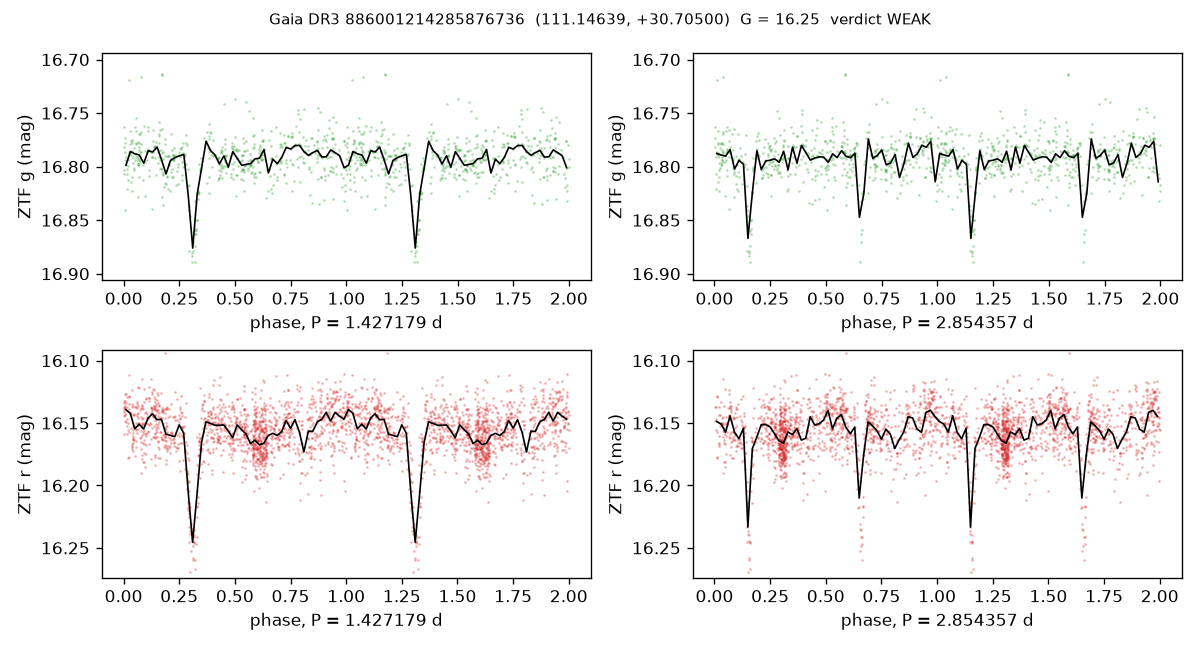 Gaia DR3 886001214285876736  (111.14639, +30.70500)  G = 16.25  verdict WEAK
ZTF g (mag)
16.70
16.75
16.80
16.85
16.90
0.00 0.25 0.50 0.75 1.00 1.25 1.50 1.75 2.00
phase, P = 1.427179 d
ZTF g (mag)
16.70
16.75
16.80
16.85
16.90
0.00 0.25 0.50 0.75 1.00 1.25 1.50 1.75 2.00
phase, P = 2.854357 d
ZTF r (mag)
16.10
16.15
16.20
16.25
0.00 0.25 0.50 0.75 1.00 1.25 1.50 1.75 2.00
phase, P = 1.427179 d
ZTF r (mag)
16.10
16.15
16.20
16.25
0.00 0.25 0.50 0.75 1.00 1.25 1.50 1.75 2.00
phase, P = 2.854357 d